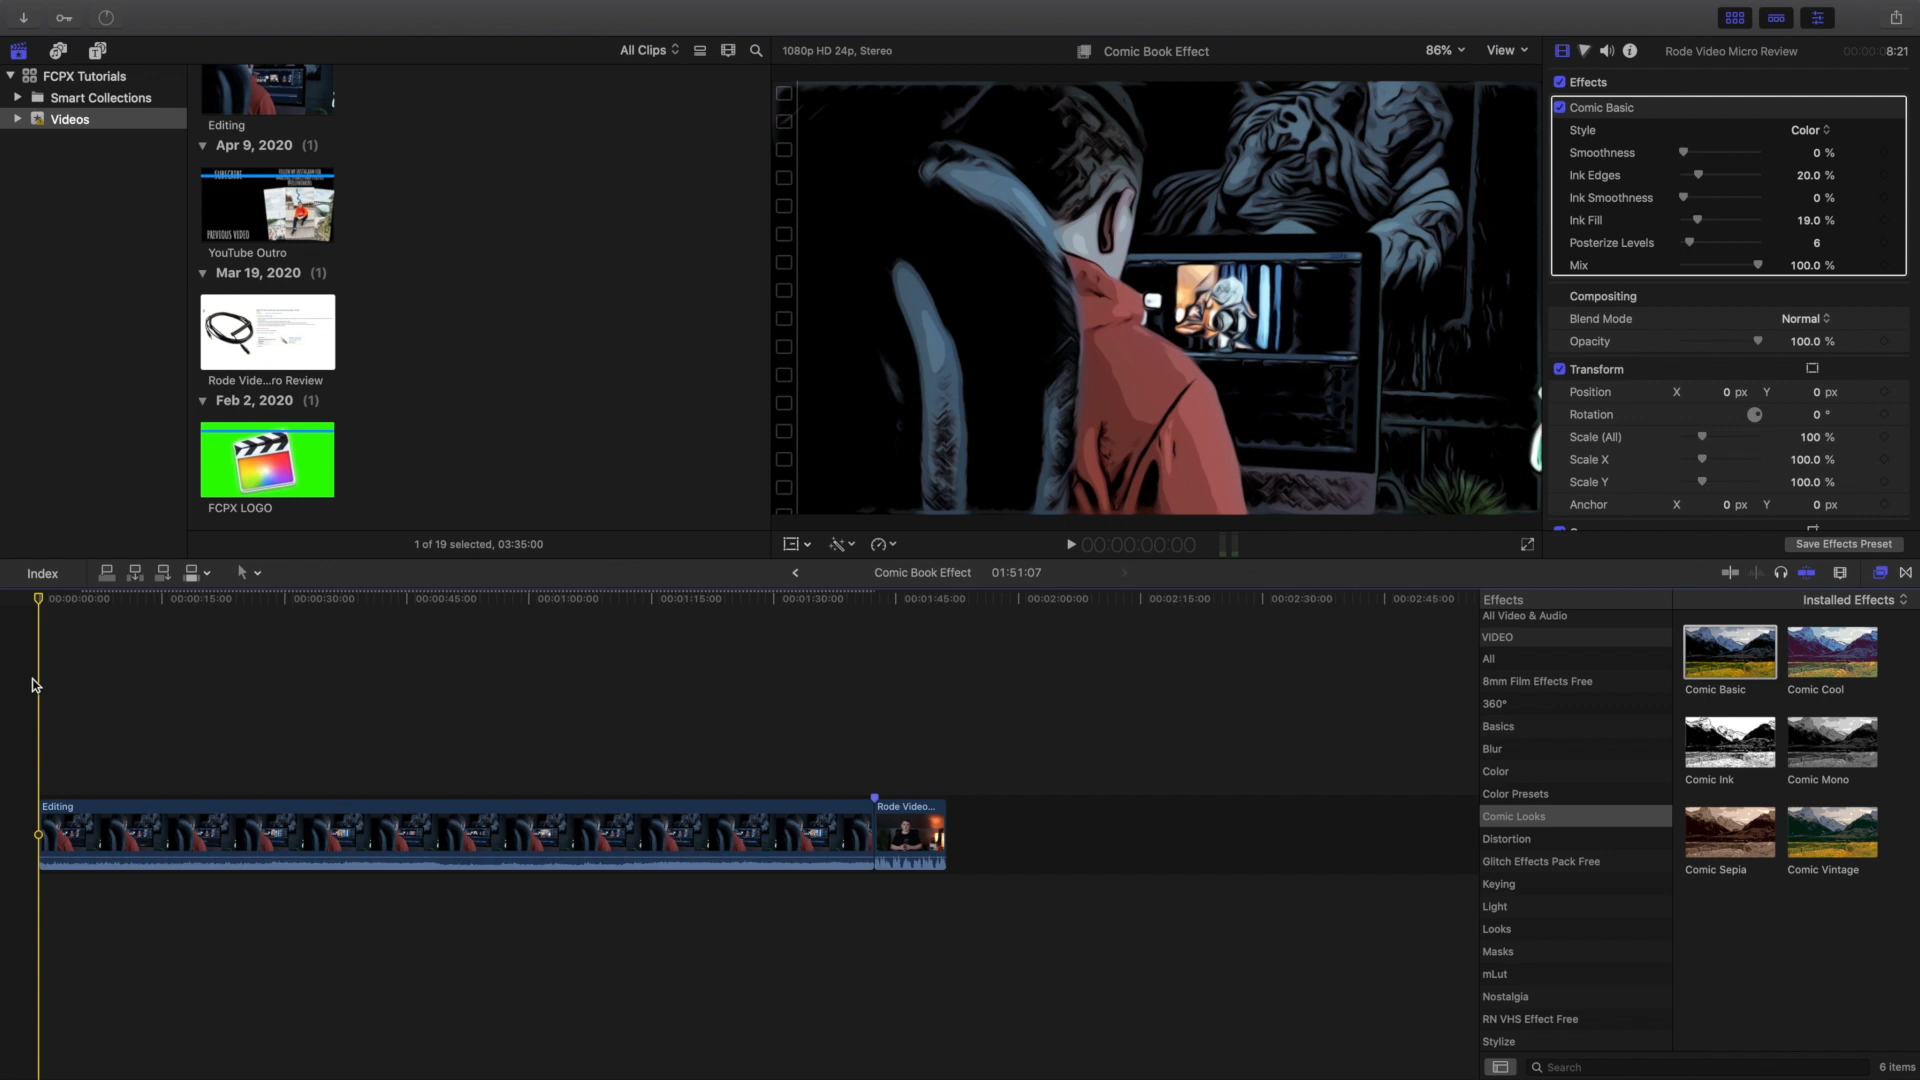 All Clips
1080p HD 24p, Stereo
Comic Book Effect
86%
View
Rode Video Micro Review
00:00:08:21
FCPX Tutorials
Smart Collections
Videos
Editing
Apr 9, 2020 (1)
SUBSCRIBE
PREVIOUS VIDEO
YouTube Outro
Mar 19, 2020 (1)
Rode Vide...ro Review
Feb 2, 2020 (1)
FCPX LOGO
1 of 19 selected, 03:35:00
00:00:00:00
Effects
Comic Basic
Style
Color
Smoothness
0 %
Ink Edges
20.0 %
Ink Smoothness
0 %
Ink Fill
19.0 %
Posterize Levels
6
Mix
100.0 %
Compositing
Blend Mode
Normal
Opacity
100.0 %
Transform
Position
X
0 px
Y
0 px
Rotation
0 °
Scale (All)
100 %
Scale X
100.0 %
Scale Y
100.0 %
Anchor
X
0 px
Y
0 px
Save Effects Preset
Index
Comic Book Effect
01:51:07
00:00:00:00
00:00:15:00
00:00:30:00
00:00:45:00
00:01:00:00
00:01:15:00
00:01:30:00
00:01:45:00
00:02:00:00
00:02:15:00
00:02:30:00
00:02:45:00
Editing
Rode Video...
Effects
Installed Effects
All Video & Audio
VIDEO
All
8mm Film Effects Free
360°
Basics
Blur
Color
Color Presets
Comic Looks
Distortion
Glitch Effects Pack Free
Keying
Light
Looks
Masks
mLut
Nostalgia
RN VHS Effect Free
Stylize
Comic Basic
Comic Cool
Comic Ink
Comic Mono
Comic Sepia
Comic Vintage
Search
6 items